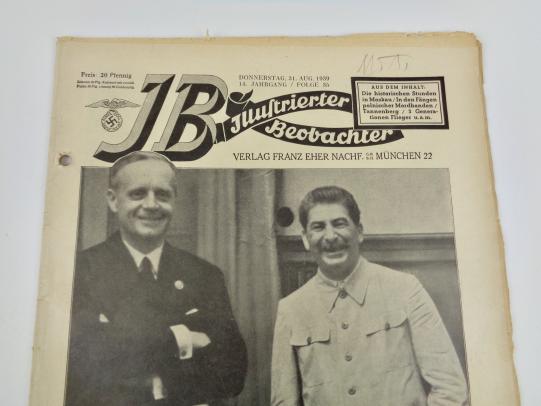 Preis: 20 Pfennig
DONNERSTAG, 31. AUG. 1939
14. JAHRGANG / FOLGE 35
JB
Illustrierter
Beobachter
AUS DEM INHALT:
Die historischen Stunden
in Moskau / In den Fängen
polnischer Mordbanden /
Tannenberg / 3 Genera-
tionen Flieger u. a. m.
VERLAG FRANZ EHER NACHF. MÜNCHEN 22